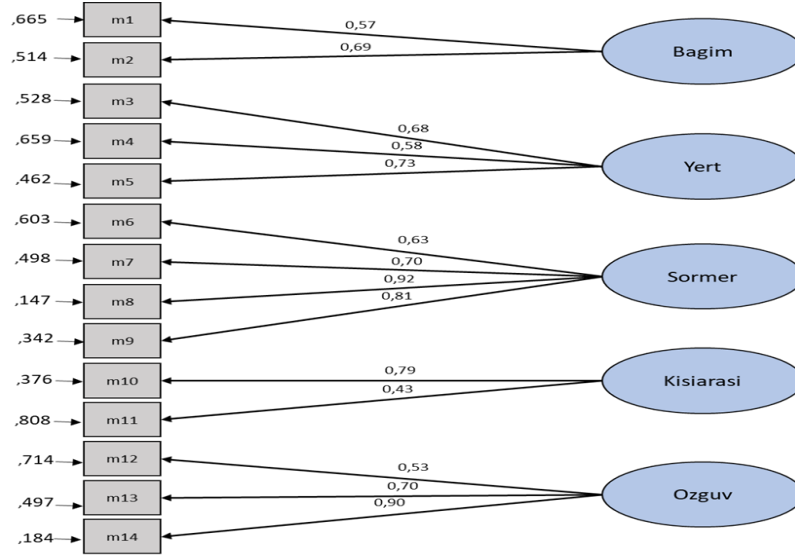 ,665
m1
0,57
,514
m2
0,69
Bagim
,528
m3
0,68
,659
m4
0,58
,462
m5
0,73
Yert
,603
m6
0,63
,498
m7
0,70
,147
m8
0,92
,342
m9
0,81
Sormer
,376
m10
0,79
,808
m11
0,43
Kisiarasi
,714
m12
0,53
,497
m13
0,70
,184
m14
0,90
Ozguv